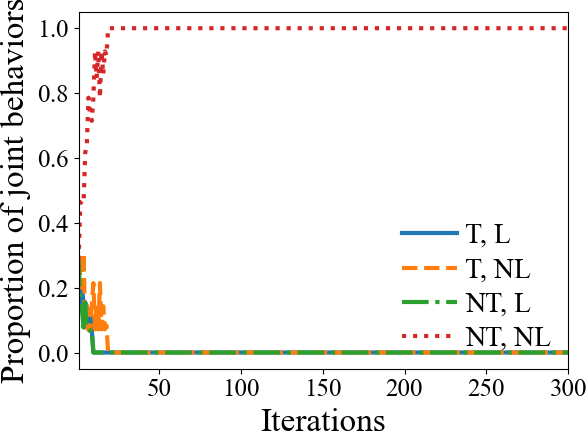 Proportion of joint behaviors
1.0
0.8
0.6
0.4
0.2
0.0
T, L
T, NL
NT, L
NT, NL
50
100
150
200
250
300
Iterations